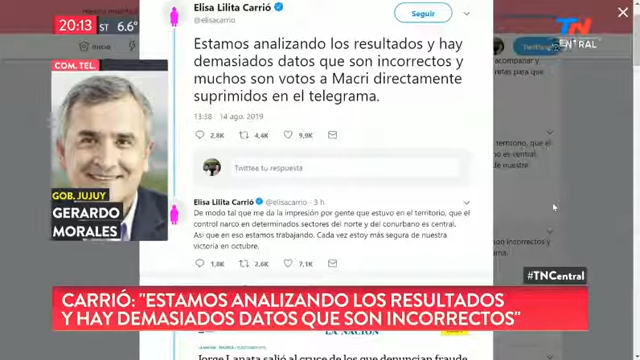 20:13 ST 6.6°
TN
CENTRAL
Inicio
COM. TEL.
GOB. JUJUY
GERARDO
MORALES
Elisa Lilita Carrió
@elisacarrio
Seguir
Estamos analizando los resultados y hay
demasiados datos que son incorrectos y
muchos son votos a Macri directamente
suprimidos en el telegrama.
13:38 14 ago. 2019
2,8K 4,4K 9,9K
Twittea tu respuesta
Elisa Lilita Carrió @elisacarrio · 3 h
De modo tal que me da la impresión por gente que estuvo en el territorio, que el
control narco en determinados sectores del norte y del conurbano es central.
Asi que en eso estamos trabajando. Cada vez estoy mas segura de nuestra
victoria en octubre.
1,8K 2,6K 7,1K
#TNCentral
CARRIÓ: "ESTAMOS ANALIZANDO LOS RESULTADOS
Y HAY DEMASIADOS DATOS QUE SON INCORRECTOS"
LA NACION
Jorge Lanata salió al cruce de los que denuncian fraude